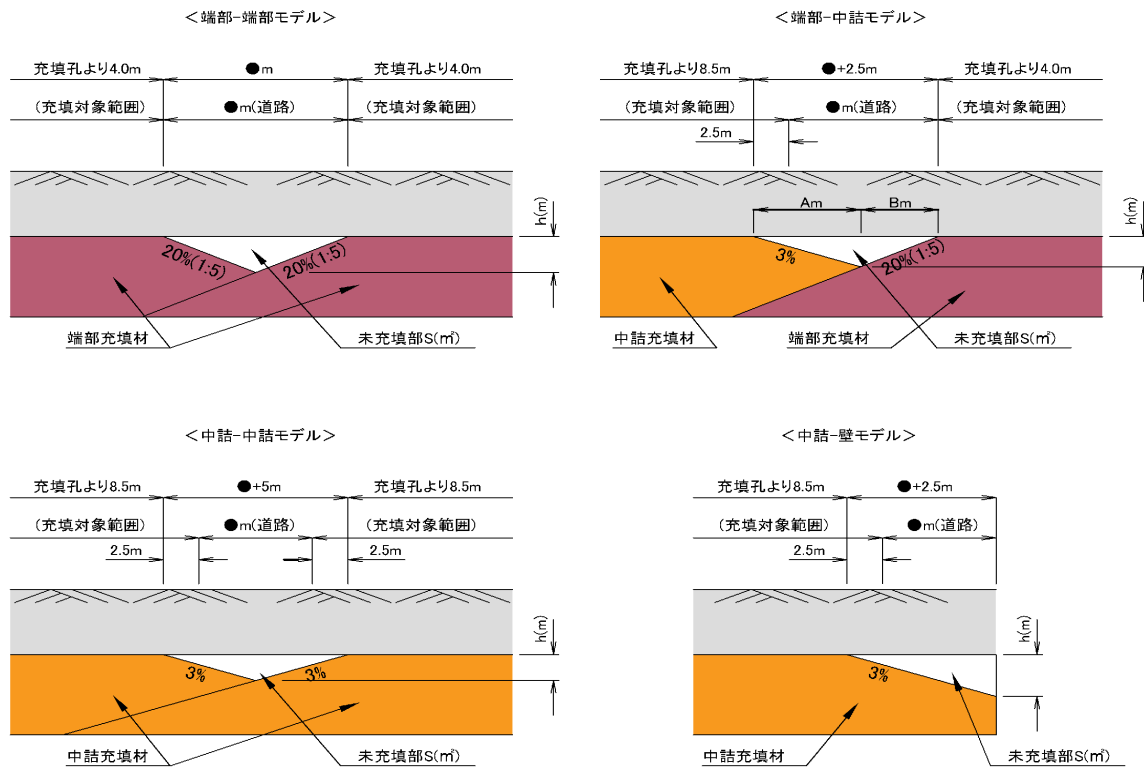 ＜端部-端部モデル＞
充填孔より4.0m
●m
充填孔より4.0m
(充填対象範囲)
●m(道路)
(充填対象範囲)
h(m)
20%(1:5)
20%(1:5)
端部充填材
未充填部S(㎡)
＜端部-中詰モデル＞
充填孔より8.5m
●+2.5m
充填孔より4.0m
(充填対象範囲)
●m(道路)
(充填対象範囲)
2.5m
Am
Bm
h(m)
3%
20%(1:5)
中詰充填材
端部充填材
未充填部S(㎡)
＜中詰-中詰モデル＞
充填孔より8.5m
●+5m
充填孔より8.5m
(充填対象範囲)
●m(道路)
(充填対象範囲)
2.5m
2.5m
h(m)
3%
3%
中詰充填材
未充填部S(㎡)
＜中詰-壁モデル＞
充填孔より8.5m
●+2.5m
(充填対象範囲)
●m(道路)
2.5m
h(m)
3%
中詰充填材
未充填部S(㎡)